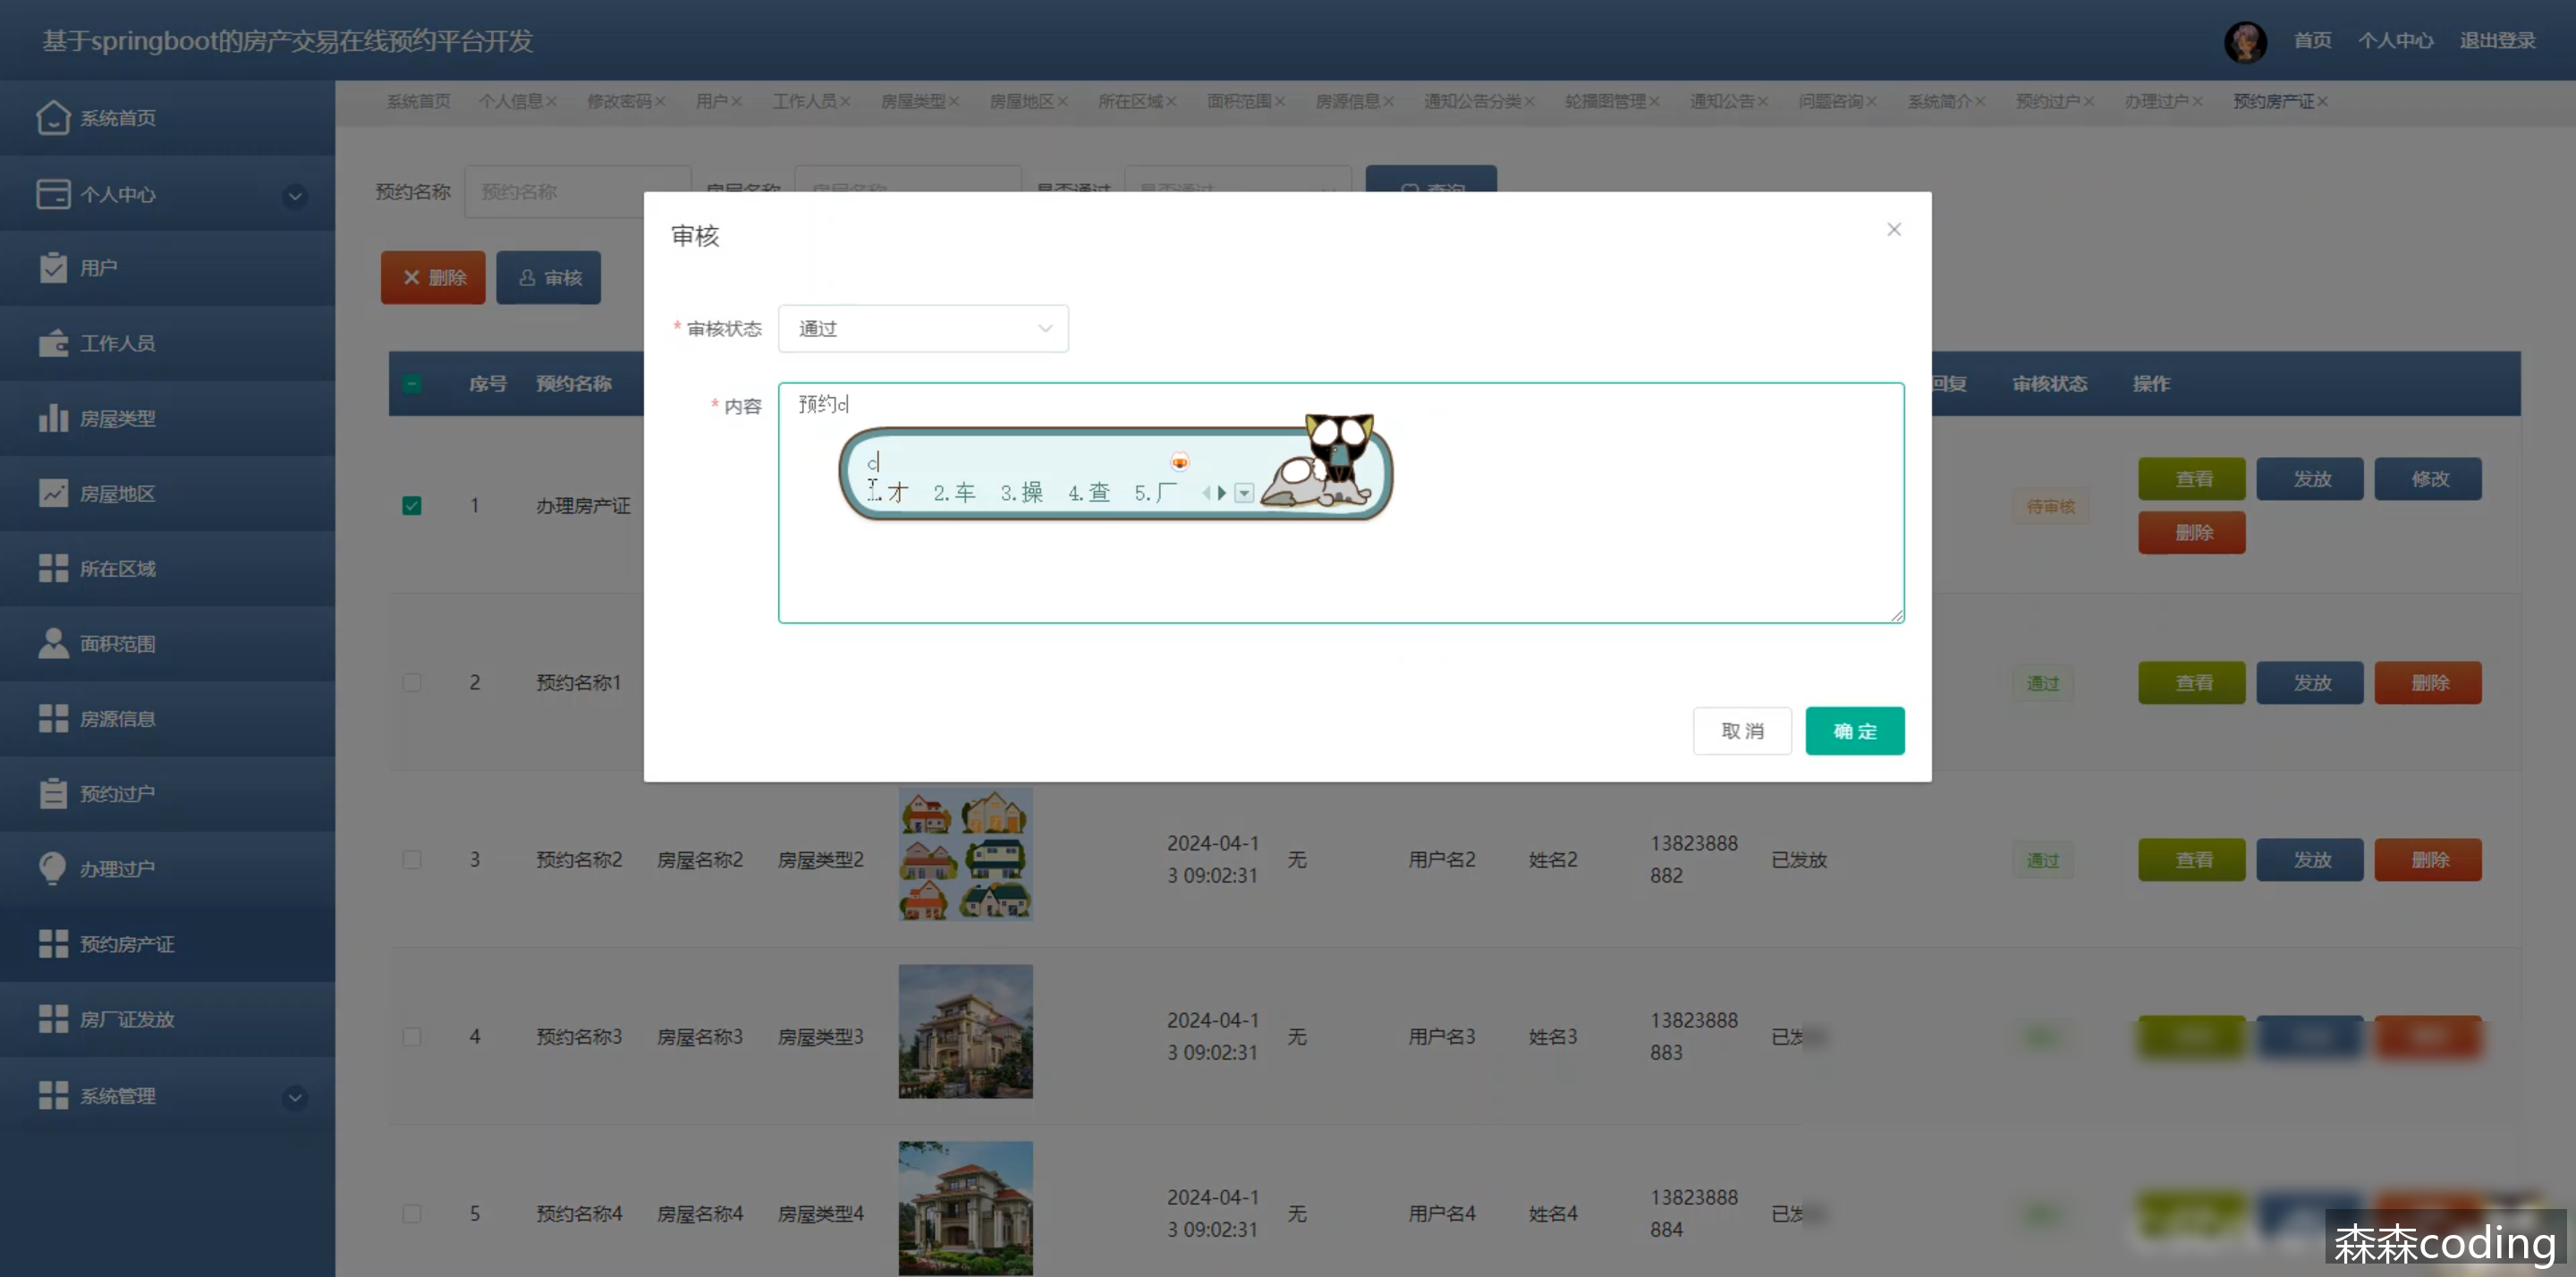 基于springboot的房产交易在线预约平台开发
首页 个人中心 退出登录
系统首页 个人信息 修改密码 用户 工作人员 房屋类型 房屋地区 所在区域 面积范围 房源信息 通知公告分类 轮播图管理 通知公告 问题咨询 系统简介 预约过户 办理过户 预约房产证
系统首页
个人中心
用户
工作人员
房屋类型
房屋地区
所在区域
面积范围
房源信息
预约过户
办理过户
预约房产证
房厂证发放
系统管理
预约名称 预约名称 房屋名称 房屋名称 是否通过 是否通过 查询
删除 审核
序号 预约名称 回复 审核状态 操作
审核
* 审核状态 通过
* 内容 预约c
c
1.才 2.车 3.操 4.查 5.厂
取消 确定
1 办理房产证 待审核 查看 发放 修改
删除
2 预约名称1 通过 查看 发放 删除
3 预约名称2 房屋名称2 房屋类型2 2024-04-1 无 用户名2 姓名2 13823888 已发放 通过 查看 发放 删除
3 09:02:31 882
4 预约名称3 房屋名称3 房屋类型3 2024-04-1 无 用户名3 姓名3 13823888 已发
3 09:02:31 883
5 预约名称4 房屋名称4 房屋类型4 2024-04-1 无 用户名4 姓名4 13823888 已发
3 09:02:31 884
森森coding